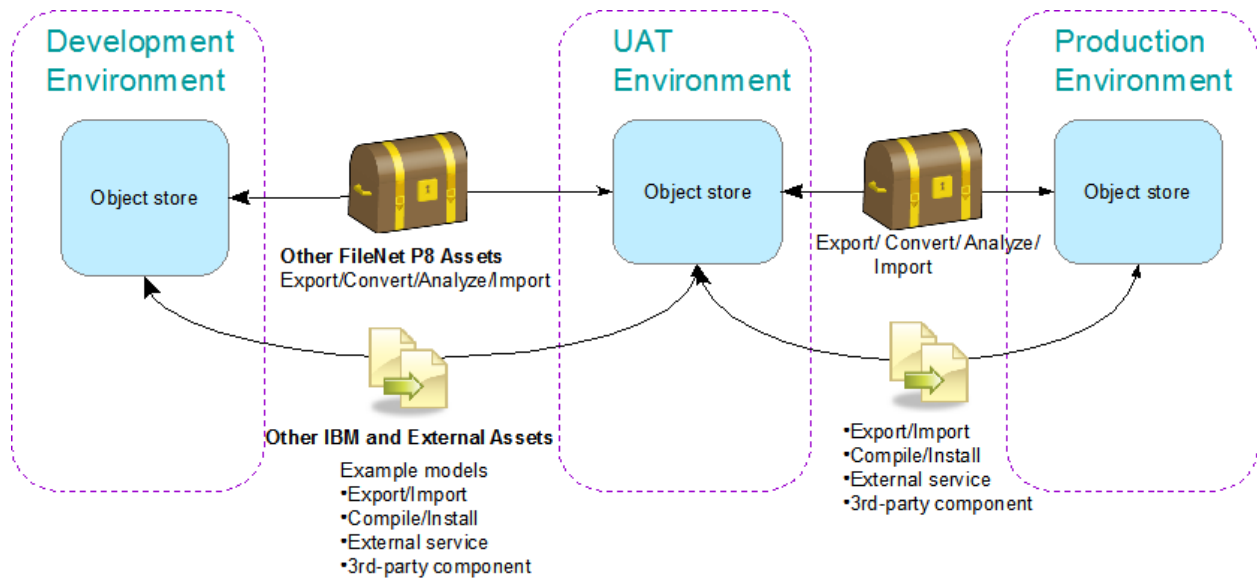 Development
Environment
UAT
Environment
Production
Environment
Object store
Object store
Object store
Other FileNet P8 Assets
Export/Convert/Analyze/Import
Export/ Convert/ Analyze/
Import
Other IBM and External Assets
Example models
•Export/Import
•Compile/Install
•External service
•3rd-party component
•Export/Import
•Compile/Install
•External service
•3rd-party component